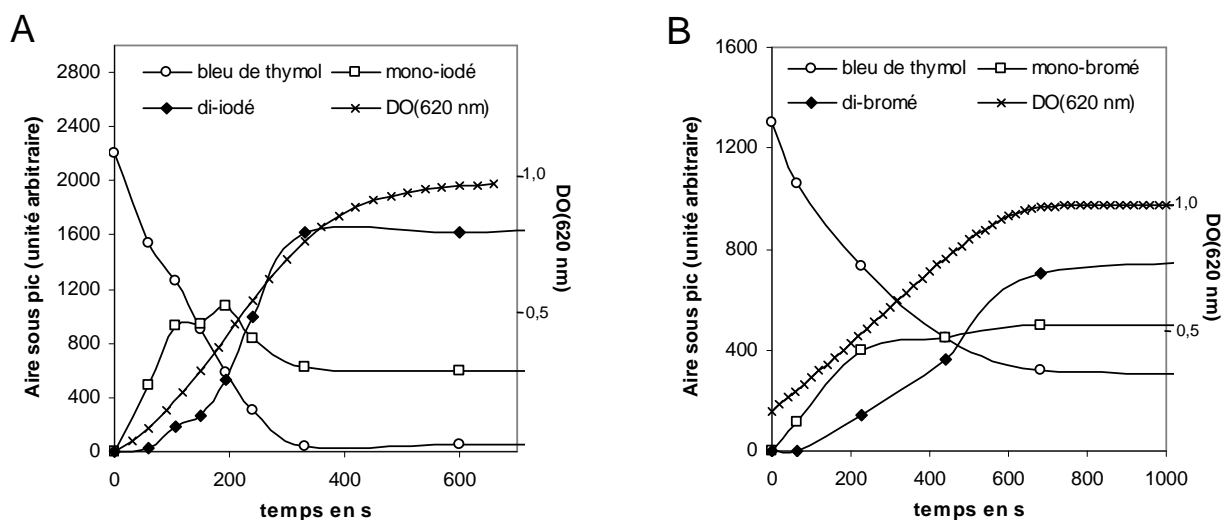 A
Aire sous pic (unité arbitraire)
2800
2400
2000
1600
1200
800
400
0
bleu de thymol
mono-iodé
di-iodé
DO(620 nm)
1,0
0,5
DO(620 nm)
0 200 400 600
temps en s
B
Aire sous pic (unité arbitraire)
1600
1200
800
400
0
bleu de thymol
mono-bromé
di-bromé
DO(620 nm)
1,0
0,5
DO(620 nm)
0 200 400 600 800 1000
temps en s